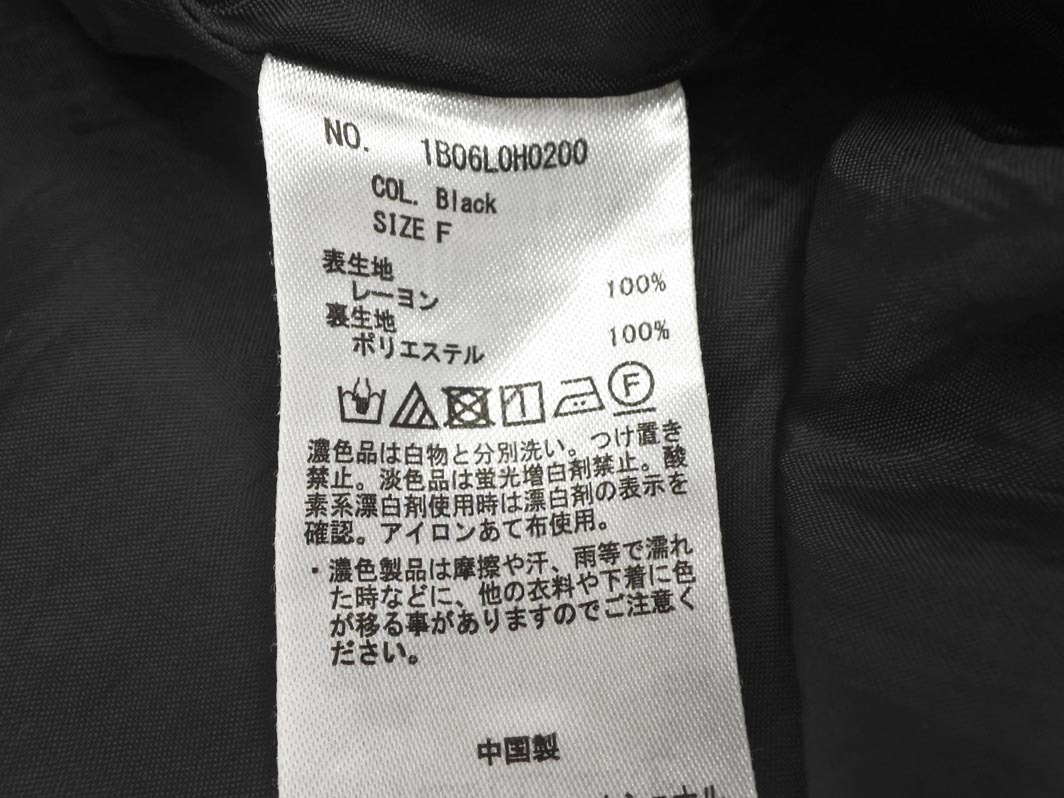 NO. 1B06L0H0200
COL. Black
SIZE F
表生地
レーヨン 100%
裏生地
ポリエステル 100%
F
濃色品は白物と分別洗い。つけ置き
禁止。淡色品は蛍光増白剤禁止。酸
素系漂白剤使用時は漂白剤の表示を
確認。アイロンあて布使用。
・濃色製品は摩擦や汗、雨等で濡れ
た時などに、他の衣料や下着に色
が移る事がありますのでご注意く
ださい。
中国製